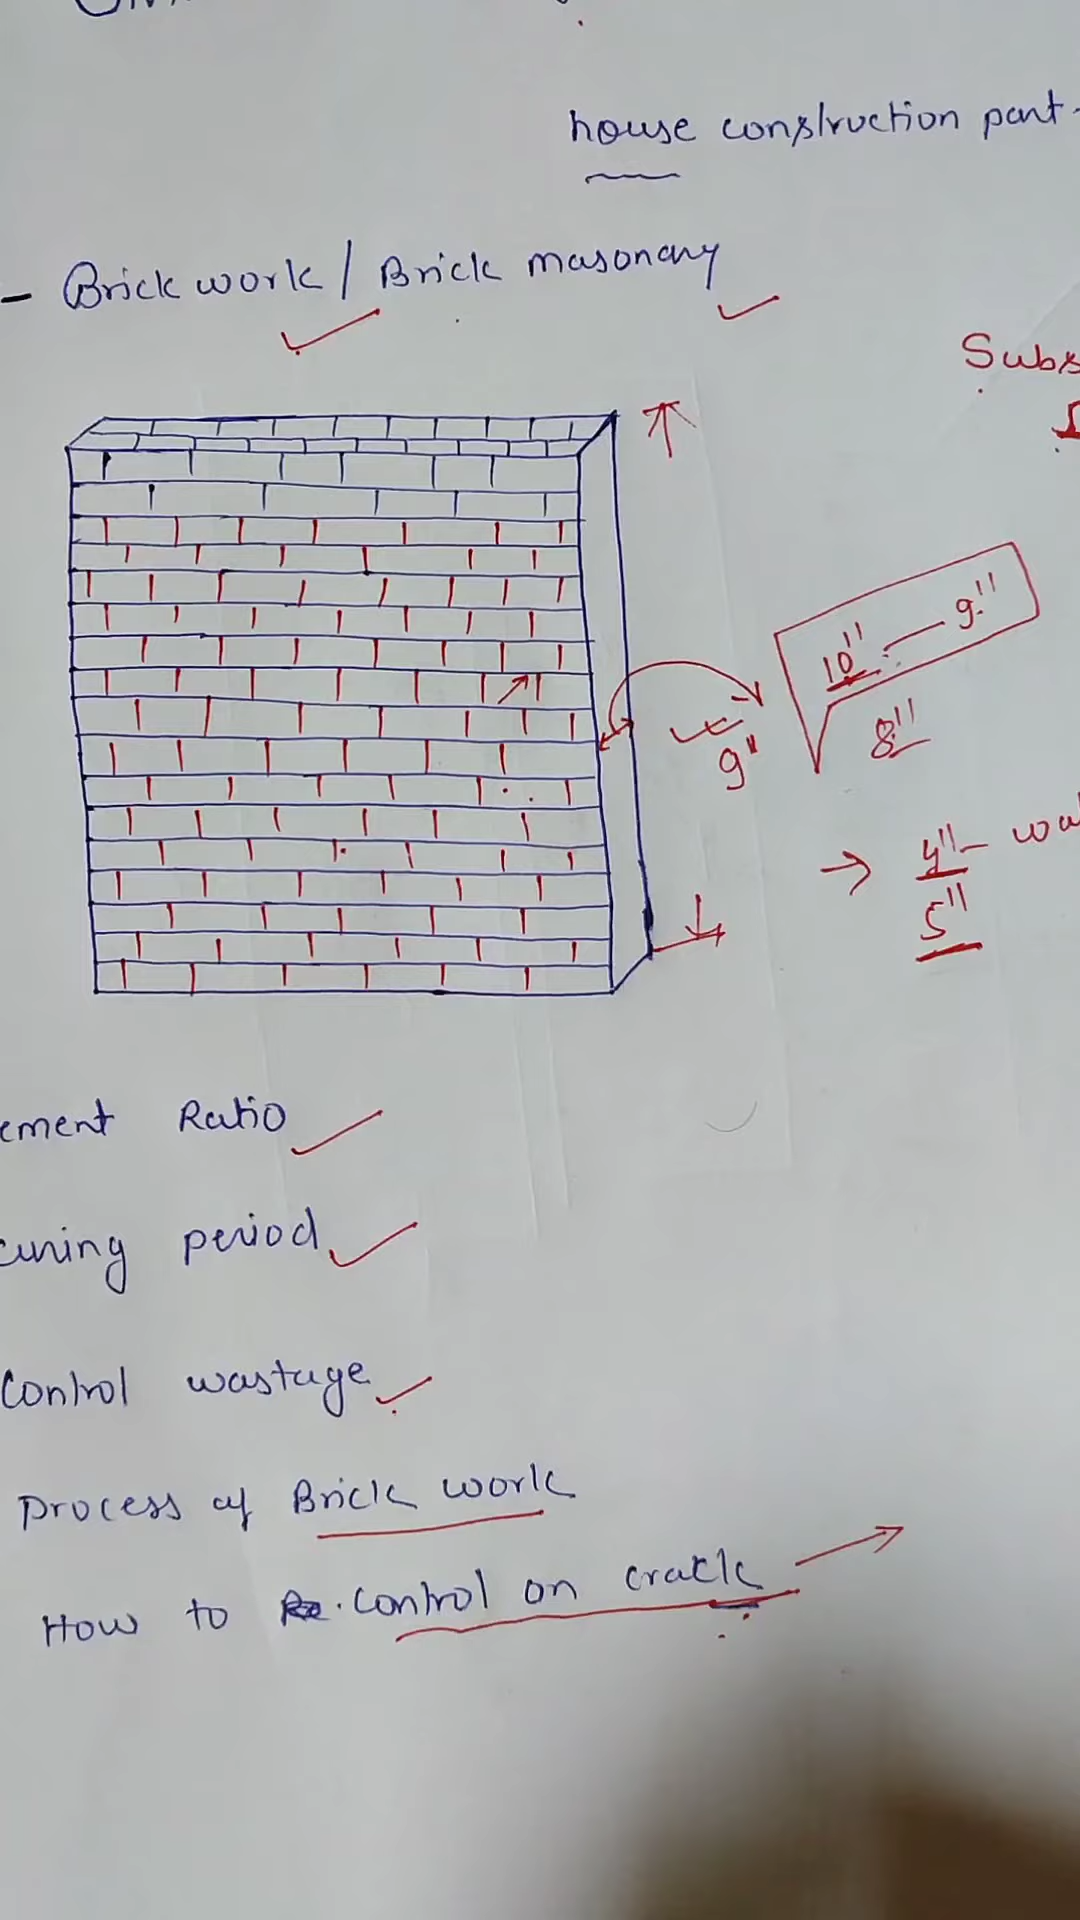 house construction part-
- Brick work / Brick masonary
Subs
10" - 9"
8"
9"
→ 4" - wa
5"
ement Ratio
curing period
Control wastage
Process of Brick work
How to control on crack